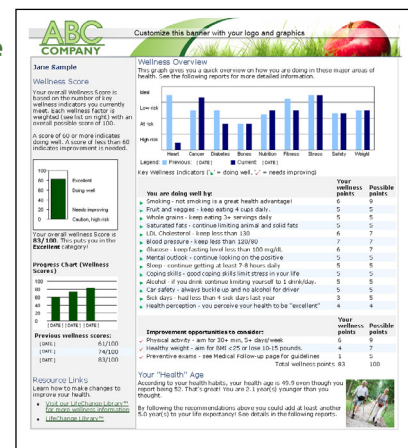 ABC
COMPANY
Customize this banner with your logo and graphics
Jane Sample
Wellness Score
Your overall Wellness Score is
based on the number of key
wellness indicators you currently
meet. Each wellness factor is
weighted (see list on right) with an
overall possible score of 100.
A score of 60 or more indicates
doing well. A score of less than 60
indicates improvement is needed.
100
80
60
40
20
0
Excellent
Doing well
Needs improving
Caution, high risk
Your overall Wellness score is
83/100. This puts you in the
Excellent category!
Progress Chart (Wellness
Scores)
100
80
60
40
20
0
[DATE] [DATE] [DATE]
Previous wellness scores:
[DATE] 61/100
[DATE] 74/100
[DATE] 83/100
Resource Links
Learn how to make changes to
improve your health.
• Visit our LifeChange Library™
for more wellness information
• LifeChange Library™
Wellness Overview
This graph gives you a quick overview on how you are doing in these major areas of
health. See the following reports for more detailed information.
Ideal
Low risk
At risk
High risk
Heart Cancer Diabetes Bones Nutrition Fitness Stress Safety Weight
Legend: Previous: [DATE] Current: [DATE]
Key Wellness Indicators (' ' = doing well, ' ' = needs improving)
You are doing well by: Your wellness points Possible points
Smoking - not smoking is a great health advantage! 6 9
Fruit and veggies - keep eating 4 cups daily. 5 5
Whole grains - keep eating 3+ servings daily 5 5
Saturated fats - continue limiting animal and solid fats 5 5
LDL Cholesterol - keep less than 130 6 7
Blood pressure - keep less than 120/80 7 7
Glucose - keep fasting level less than 100 mg/dL 6 7
Mental outlook - continue looking on the positive 5 5
Sleep - continue getting at least 7-8 hours daily 5 5
Coping skills - good coping skills limit stress in your life 5 5
Alcohol - if you drink continue limiting yourself to 1 drink/day. 5 5
Car safety - always buckle up and no alcohol for driver 5 5
Sick days - had less than 4 sick days last year 3 5
Health perception - you perceive your health to be "excellent" 4 4
Improvement opportunities to consider: Your wellness points Possible points
Physical activity - aim for 30+ min, 5+ days/week 6 9
Healthy weight - aim for BMI <25 or lose 10-15 pounds. 4 7
Preventive exams - see Medical Follow-up page for guidelines 1 5
Total wellness points 83 100
Your "Health" Age
According to your health habits, your health age is 49.9 even though you
report being 52. That's great! You are 2.1 year(s) younger than you
thought.
By following the recommendations above you could add at least another
5.0 year(s) to your life expectancy! See details in the following reports.